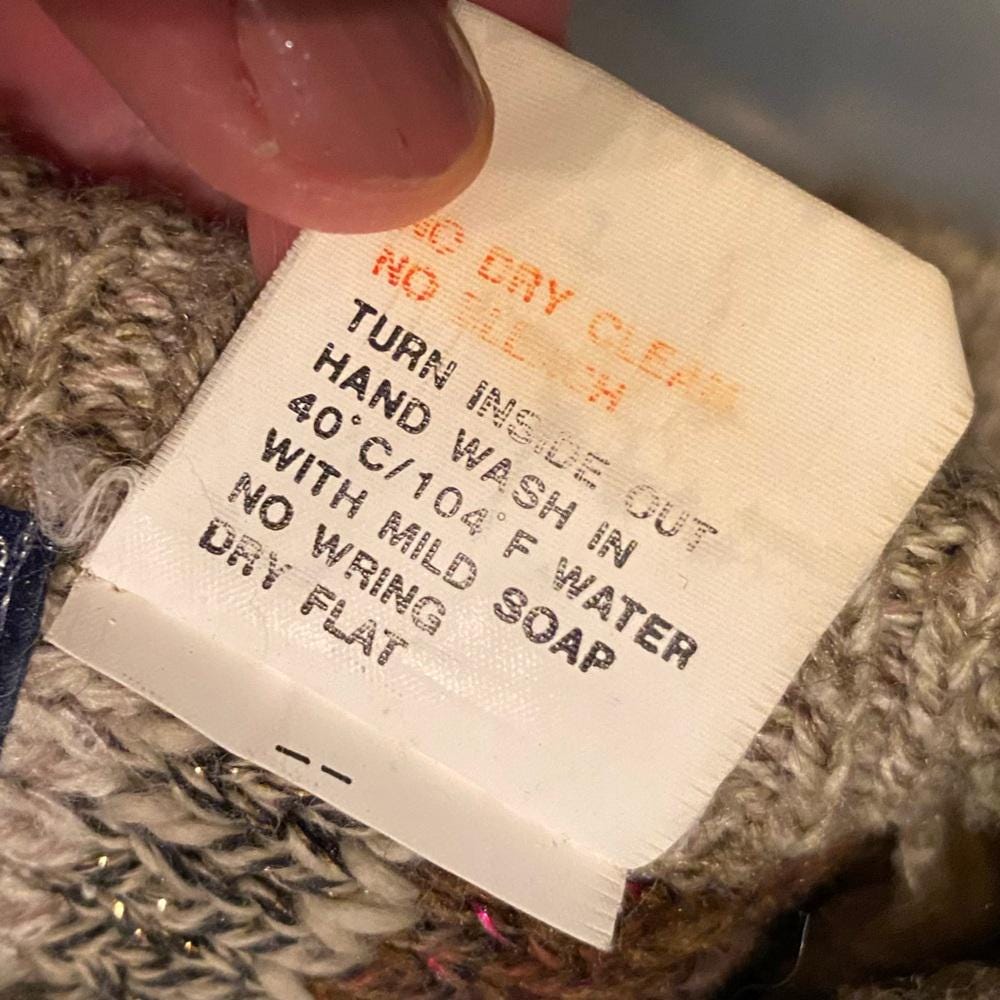 NO DRY CLEAN
NO BLEACH
TURN INSIDE OUT
HAND WASH IN
40°C/104°F WATER
WITH MILD SOAP
NO WRING
DRY FLAT